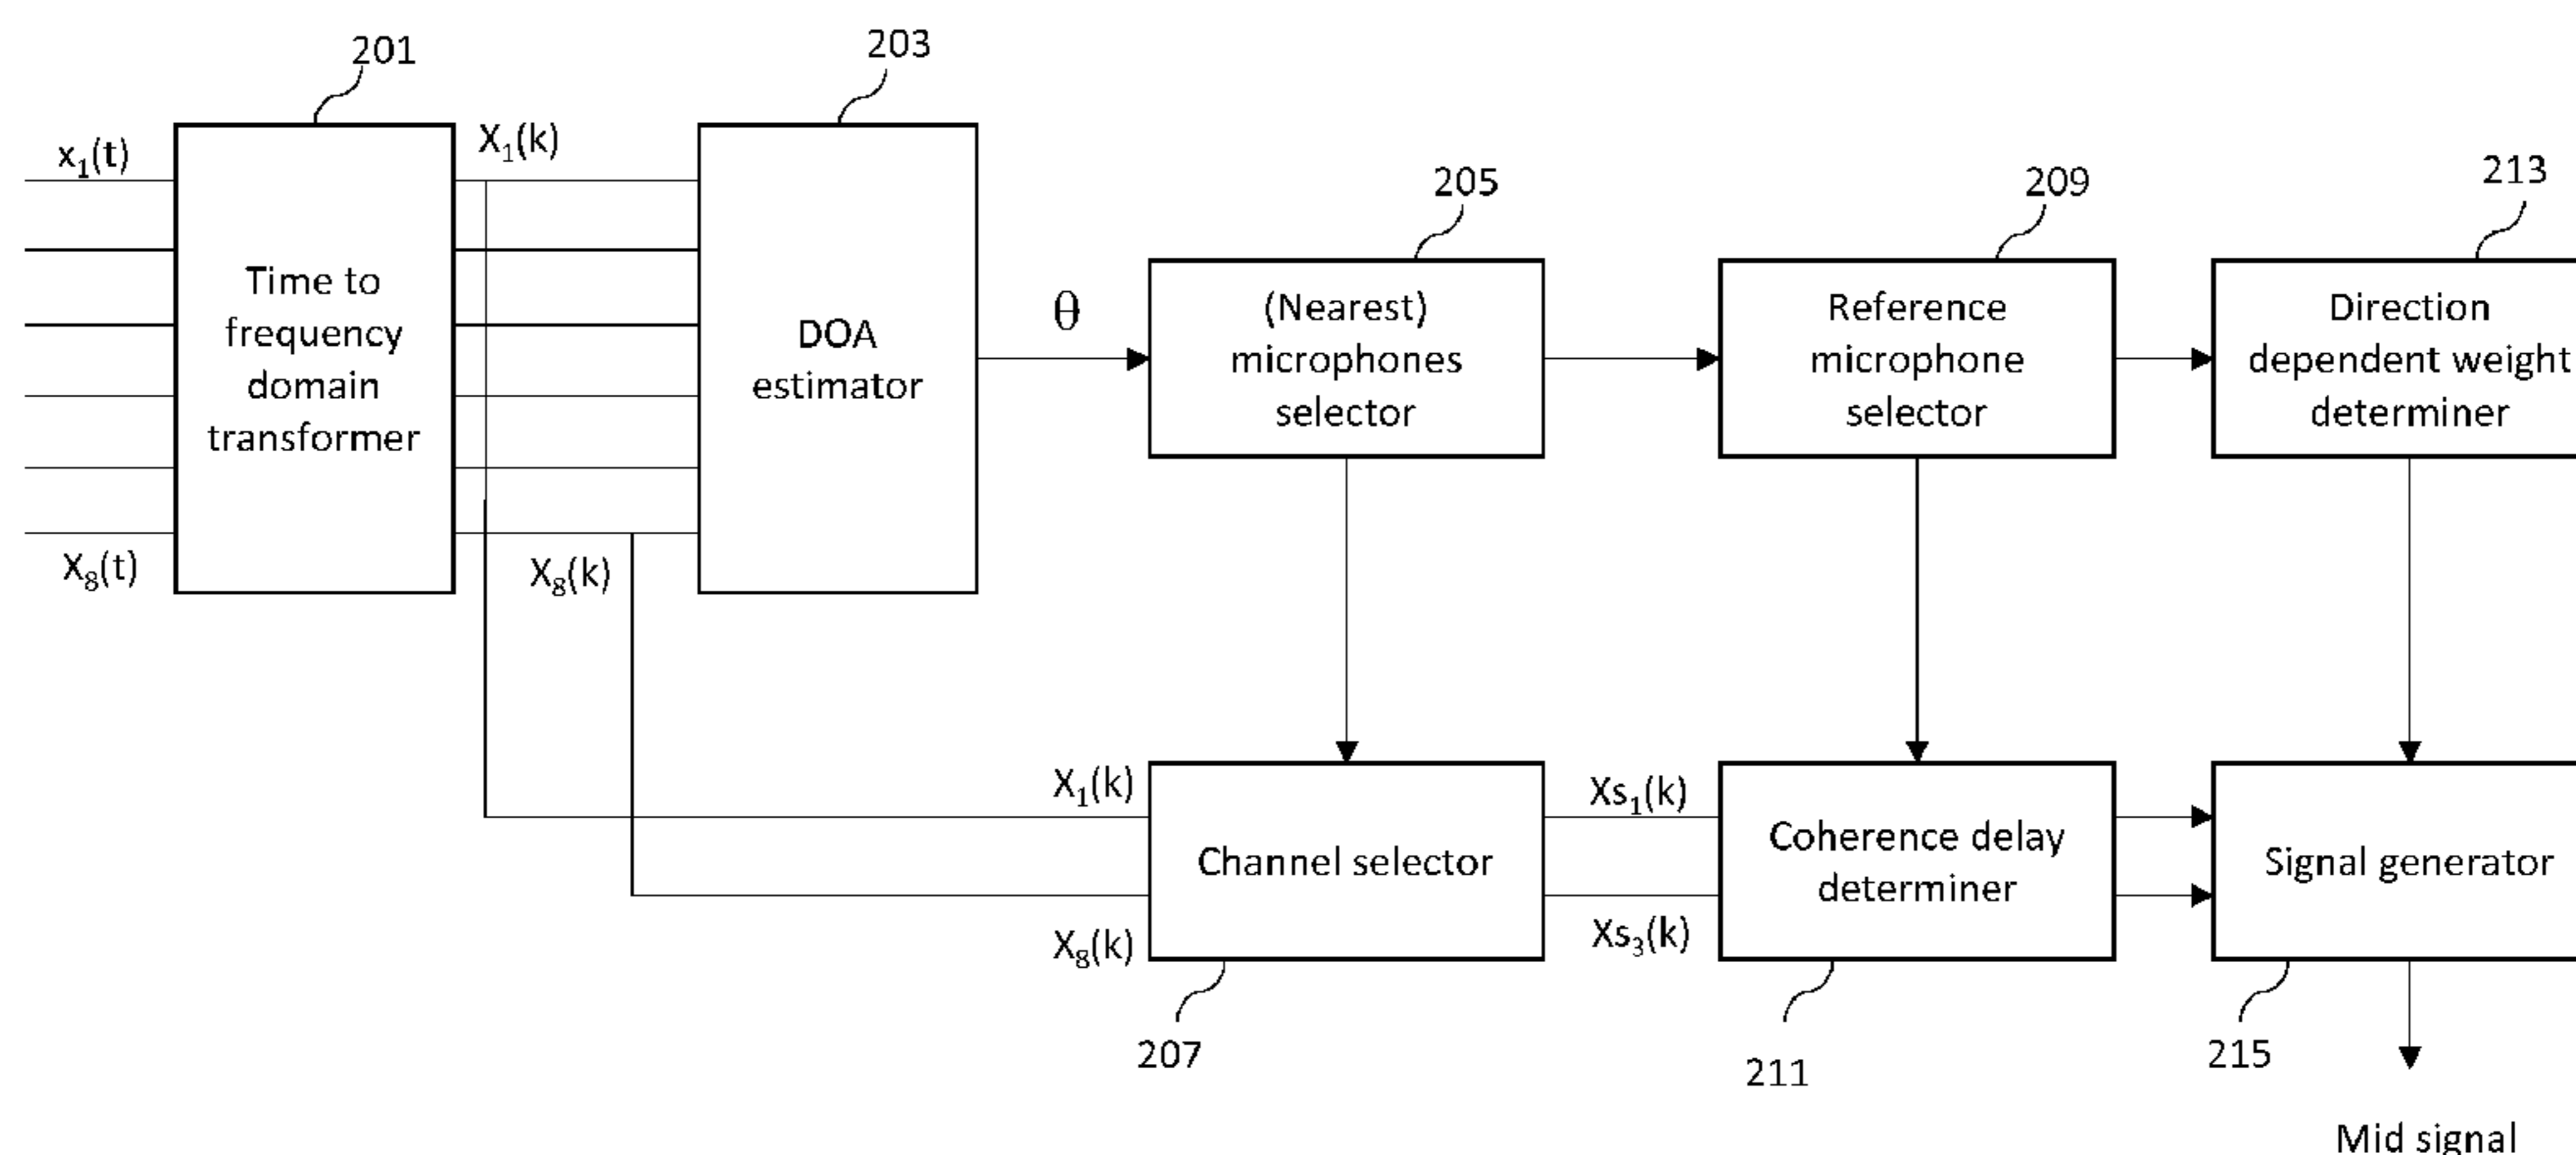 201
203
x₁(t)
X₁(k)
205
209
213
Time to
frequency
domain
transformer
DOA
estimator
θ
(Nearest)
microphones
selector
Reference
microphone
selector
Direction
dependent weight
determiner
X₈(t)
X₈(k)
X₁(k)
Xs₁(k)
Channel selector
Coherence delay
determiner
Signal generator
X₈(k)
Xs₃(k)
207
211
215
Mid signal